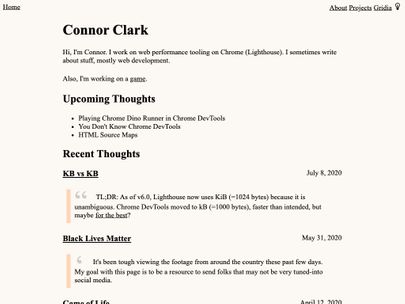 Home
About Projects Gridia
Connor Clark
Hi, I'm Connor. I work on web performance tooling on Chrome (Lighthouse). I sometimes write
about stuff, mostly web development.
Also, I'm working on a game.
Upcoming Thoughts
Playing Chrome Dino Runner in Chrome DevTools
You Don't Know Chrome DevTools
HTML Source Maps
Recent Thoughts
KB vs KB
July 8, 2020
TL;DR: As of v6.0, Lighthouse now uses KiB (=1024 bytes) because it is
unambiguous. Chrome DevTools moved to kB (=1000 bytes), faster than intended, but
maybe for the best?
Black Lives Matter
May 31, 2020
It's been tough viewing the footage from around the country these past few days.
My goal with this page is to be a resource to send folks that may not be very tuned-into
social media.
Game of Life
April 12, 2020